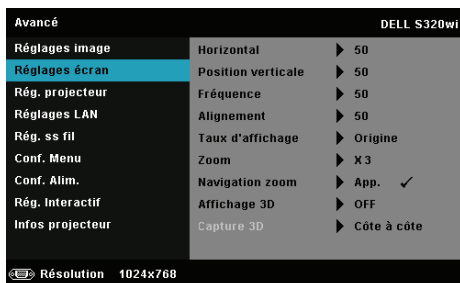 Avancé DELL S320wi
Réglages image
Réglages écran
Rég. projecteur
Réglages LAN
Rég. ss fil
Conf. Menu
Conf. Alim.
Rég. Interactif
Infos projecteur
Horizontal 50
Position verticale 50
Fréquence 50
Alignement 50
Taux d'affichage Origine
Zoom X 3
Navigation zoom App. ✓
Affichage 3D OFF
Capture 3D Côte à côte
Résolution 1024x768